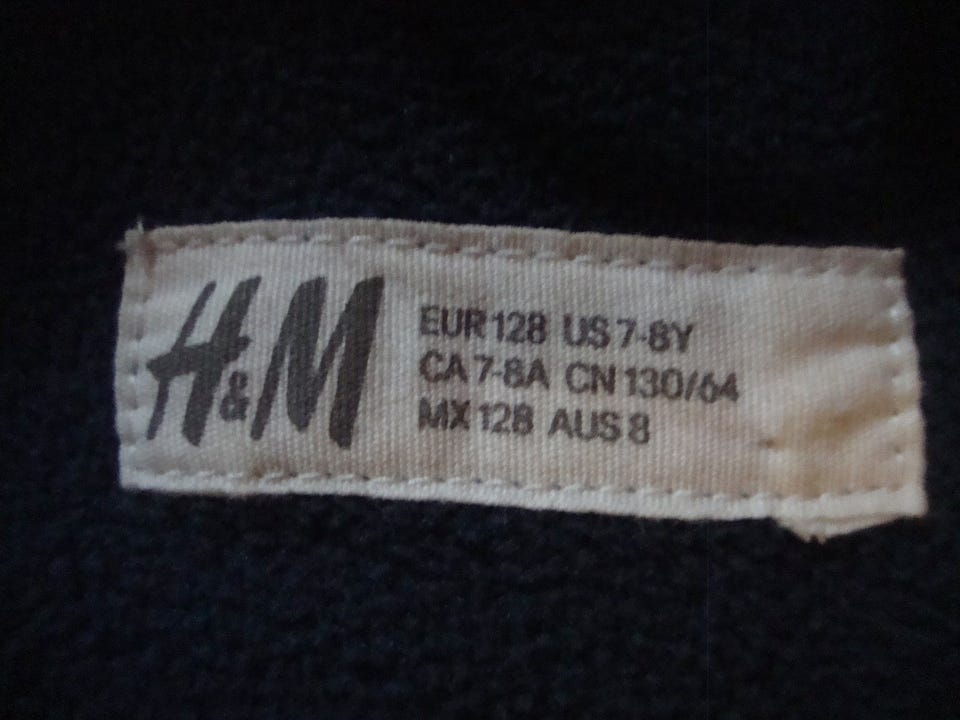 H&M
EUR 128 US 7-8Y
CA 7-8A CN 130/64
MX 128 AUS 8